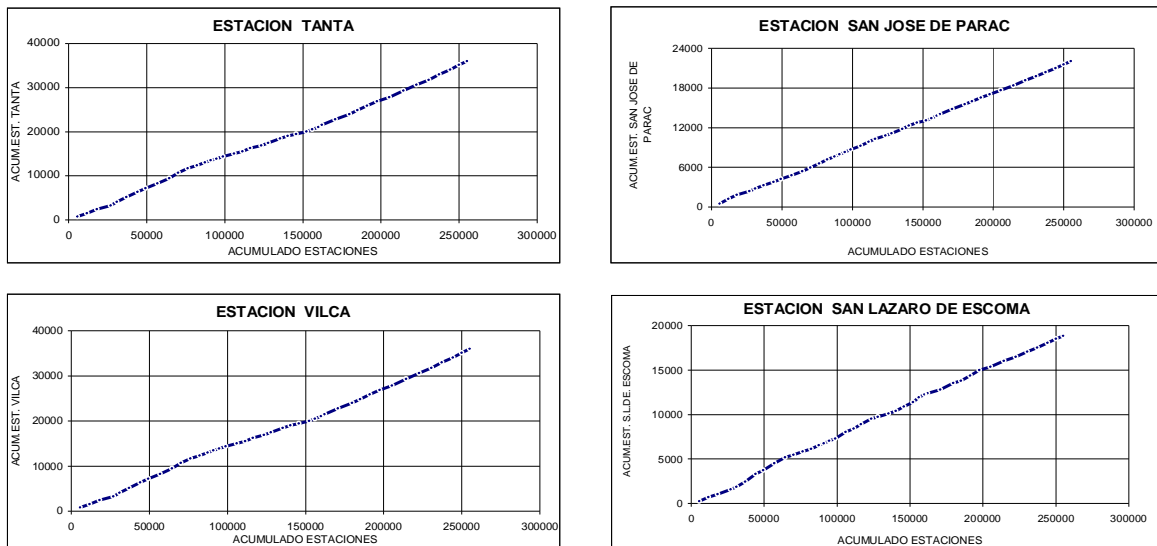 ESTACION TANTA
40000
30000
20000
10000
0
ACUM.EST. TANTA
0 50000 100000 150000 200000 250000 300000
ACUMULADO ESTACIONES
ESTACION SAN JOSE DE PARAC
24000
18000
12000
6000
0
ACUM.EST. SAN JOSE DE
PARAC
0 50000 100000 150000 200000 250000 300000
ACUMULADO ESTACIONES
ESTACION VILCA
40000
30000
20000
10000
0
ACUM.EST. VILCA
0 50000 100000 150000 200000 250000 300000
ACUMULADO ESTACIONES
ESTACION SAN LAZARO DE ESCOMA
20000
15000
10000
5000
0
ACUM.EST. S.L.DE. ESCOMA
0 50000 100000 150000 200000 250000 300000
ACUMULADO ESTACIONES